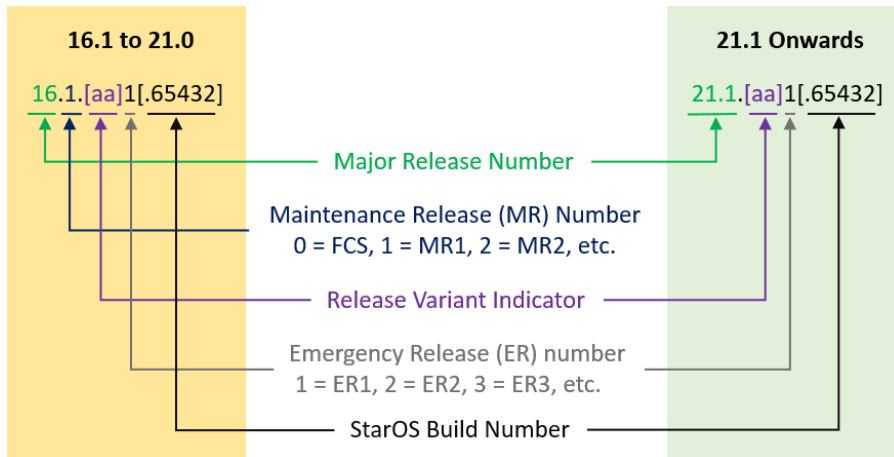 16.1 to 21.0
21.1 Onwards
16.1.[aa]1[.65432]
21.1.[aa]1[.65432]
Major Release Number
Maintenance Release (MR) Number
0 = FCS, 1 = MR1, 2 = MR2, etc.
Release Variant Indicator
Emergency Release (ER) number
1 = ER1, 2 = ER2, 3 = ER3, etc.
StarOS Build Number